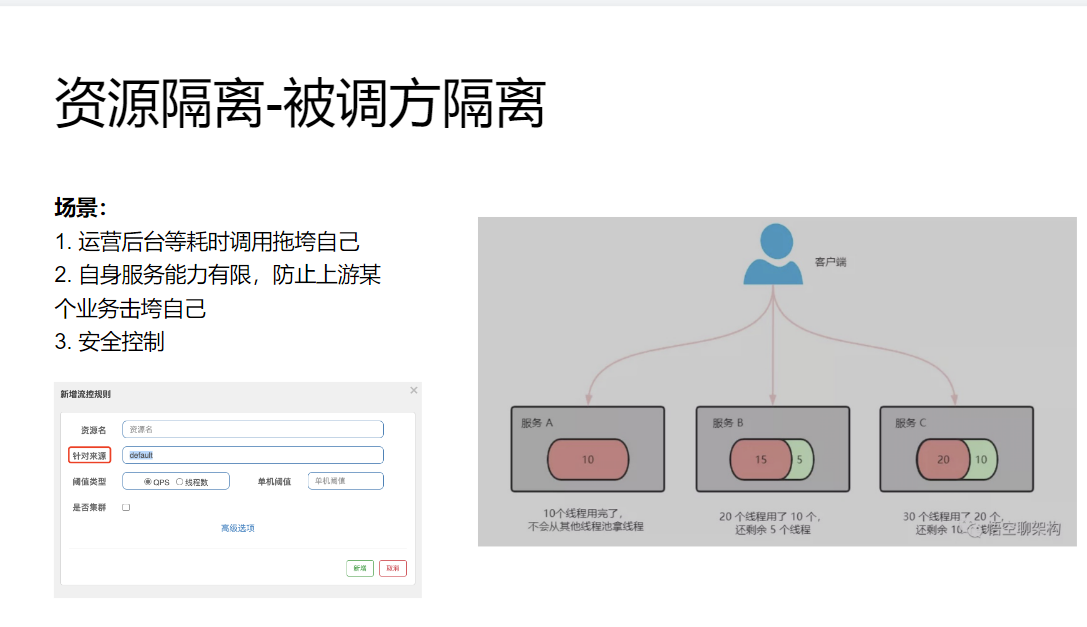 资源隔离-被调方隔离
场景：
1. 运营后台等耗时调用拖垮自己
2. 自身服务能力有限，防止上游某
个业务击垮自己
3. 安全控制
新增流控规则
×
资源名 资源名
针对来源 default
阈值类型 QPS 线程数 单机阈值 单机阈值
是否集群
高级选项
新增 取消
客户端
服务 A
10
10个线程用完了，
不会从其他线程池拿线程
服务 B
15 5
20 个线程用了 10 个，
还剩余 5 个线程
服务 C
20 10
30 个线程用了 20 个，
还剩余 10
悟空聊架构